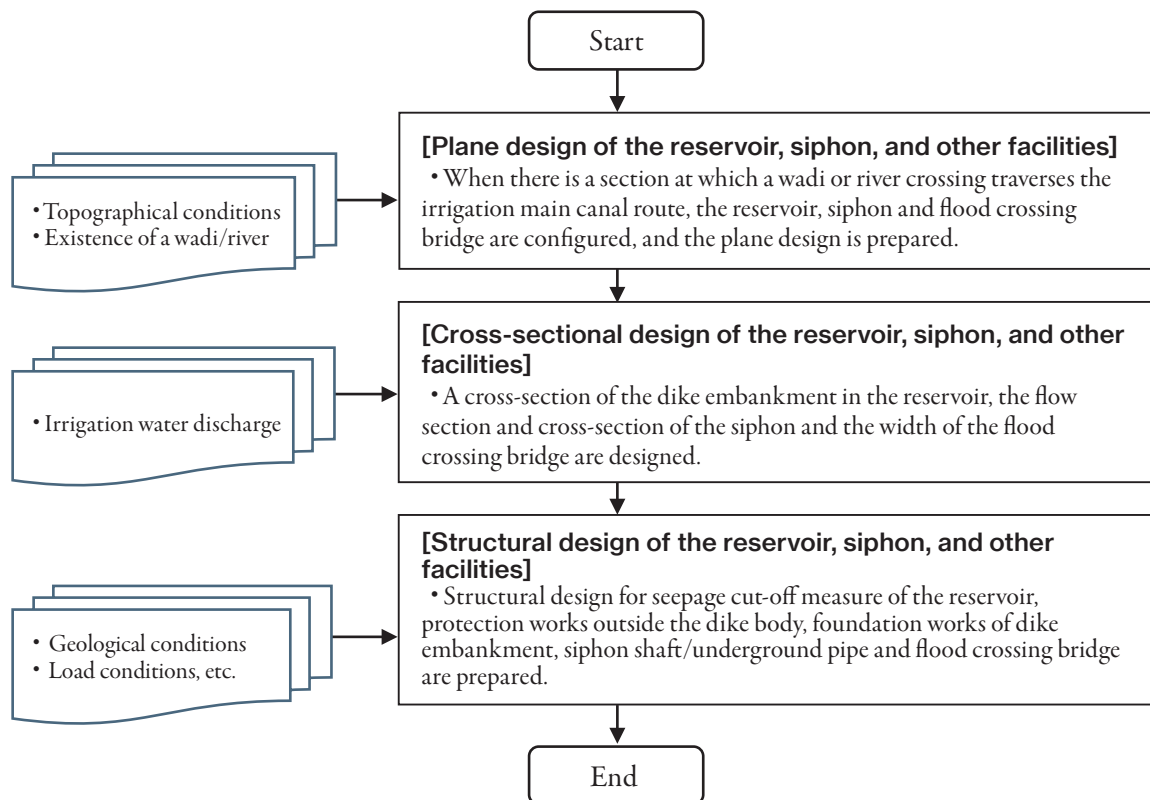 Start
[Plane design of the reservoir, siphon, and other facilities]
• When there is a section at which a wadi or river crossing traverses the
irrigation main canal route, the reservoir, siphon and flood crossing
bridge are configured, and the plane design is prepared.
• Topographical conditions
• Existence of a wadi/river
[Cross-sectional design of the reservoir, siphon, and other
facilities]
• A cross-section of the dike embankment in the reservoir, the flow
section and cross-section of the siphon and the width of the flood
crossing bridge are designed.
• Irrigation water discharge
[Structural design of the reservoir, siphon, and other
facilities]
• Structural design for seepage cut-off measure of the reservoir,
protection works outside the dike body, foundation works of dike
embankment, siphon shaft/underground pipe and flood crossing bridge
are prepared.
• Geological conditions
• Load conditions, etc.
End